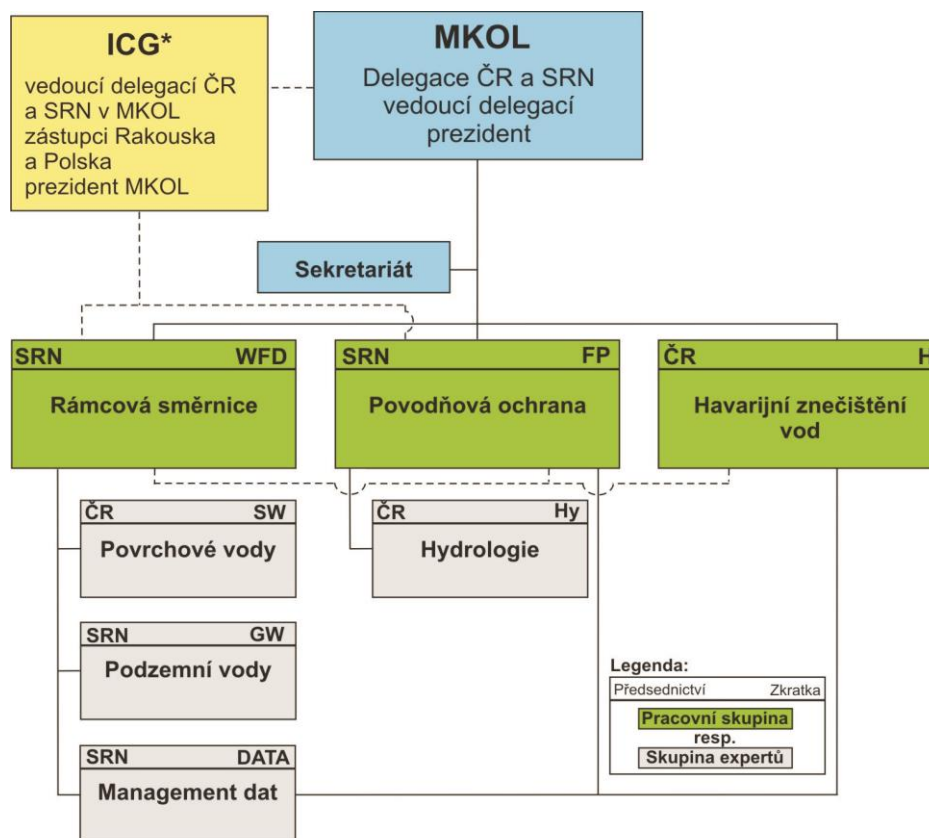 ICG*
vedoucí delegací ČR
a SRN v MKOL
zástupci Rakouska
a Polska
prezident MKOL
MKOL
Delegace ČR a SRN
vedoucí delegací
prezident
Sekretariát
SRN WFD
Rámcová směrnice
SRN FP
Povodňová ochrana
ČR H
Havarijní znečištění
vod
ČR SW
Povrchové vody
ČR Hy
Hydrologie
SRN GW
Podzemní vody
SRN DATA
Management dat
Legenda:
Předsednictví Zkratka
Pracovní skupina
resp.
Skupina expertů